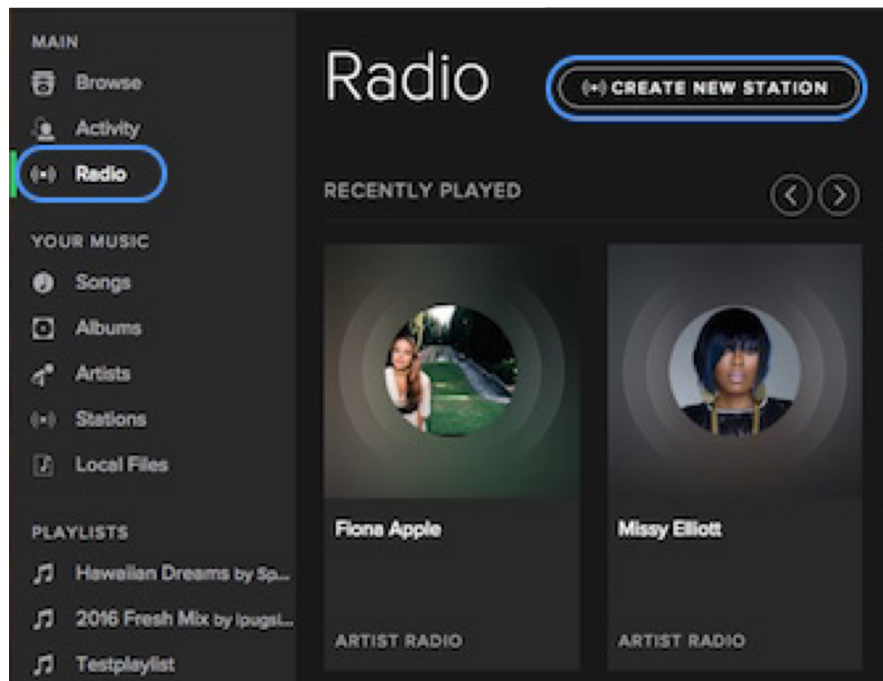 MAIN
Browse
Activity
Radio
YOUR MUSIC
Songs
Albums
Artists
Stations
Local Files
PLAYLISTS
Hawaiian Dreams by Sp...
2016 Fresh Mix by lpugsl...
Testplaylist
Radio
CREATE NEW STATION
RECENTLY PLAYED
Fiona Apple
ARTIST RADIO
Missy Elliott
ARTIST RADIO